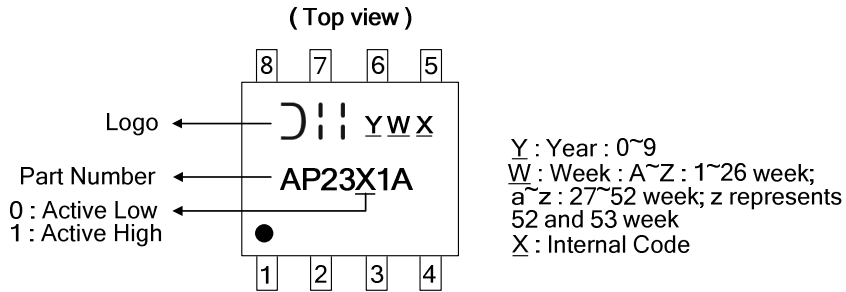 ( Top view )
8 7 6 5
Logo
Y W X
Part Number
AP23X1A
0 : Active Low
1 : Active High
1 2 3 4
Y : Year : 0~9
W : Week : A~Z : 1~26 week;
a~z : 27~52 week; z represents
52 and 53 week
X : Internal Code